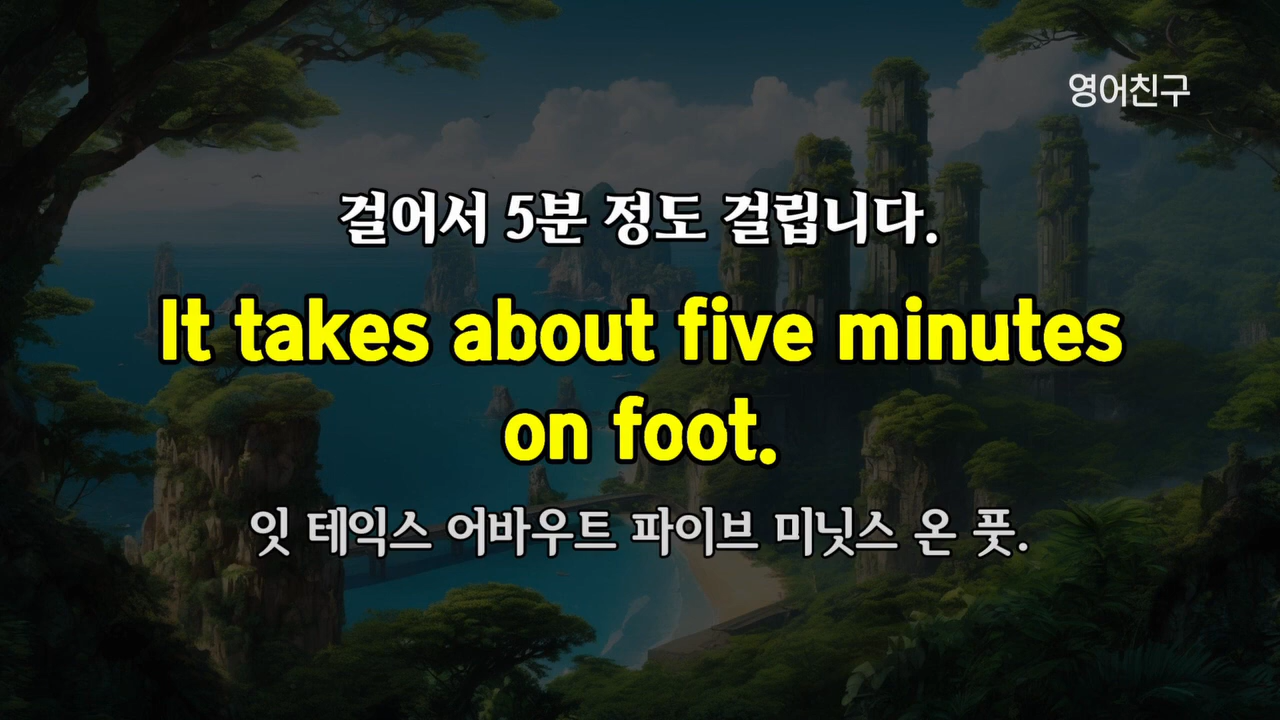 영어친구
걸어서 5분 정도 걸립니다.
It takes about five minutes
on foot.
잇 테익스 어바우트 파이브 미닛스 온 풋.